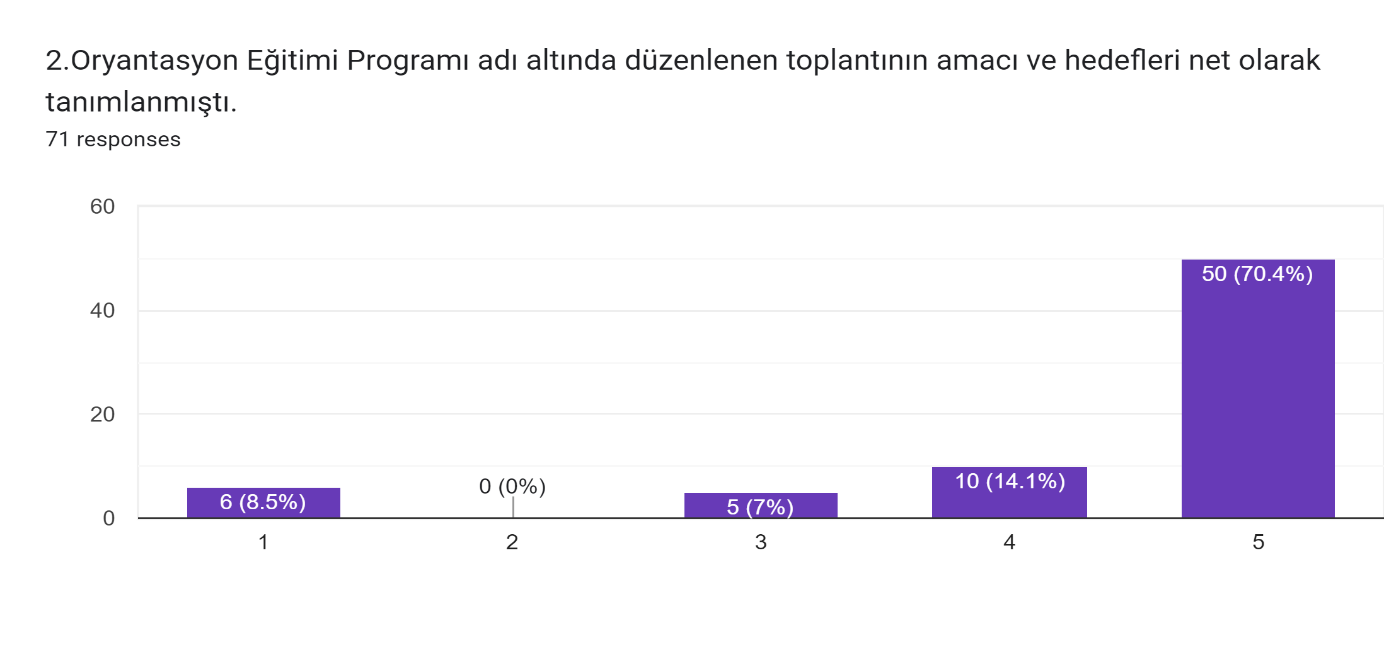 2.Oryantasyon Eğitimi Programı adı altında düzenlenen toplantının amacı ve hedefleri net olarak
tanımlanmıştı.
71 responses
60
40
20
0
6 (8.5%)
0 (0%)
5 (7%)
10 (14.1%)
50 (70.4%)
1 2 3 4 5